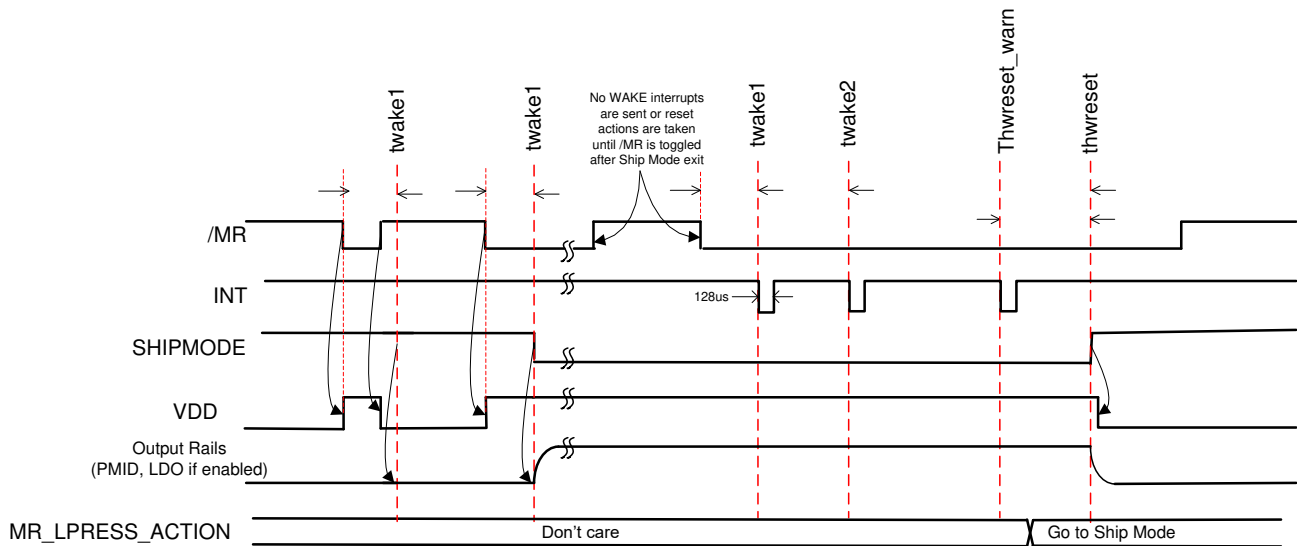 twake1
twake1
No WAKE interrupts
are sent or reset
actions are taken
until /MR is toggled
after Ship Mode exit
twake1
twake2
Thwreset_warn
thwreset
/MR
INT
128us
SHIPMODE
VDD
Output Rails
(PMID, LDO if enabled)
MR_LPRESS_ACTION
Don't care
Go to Ship Mode